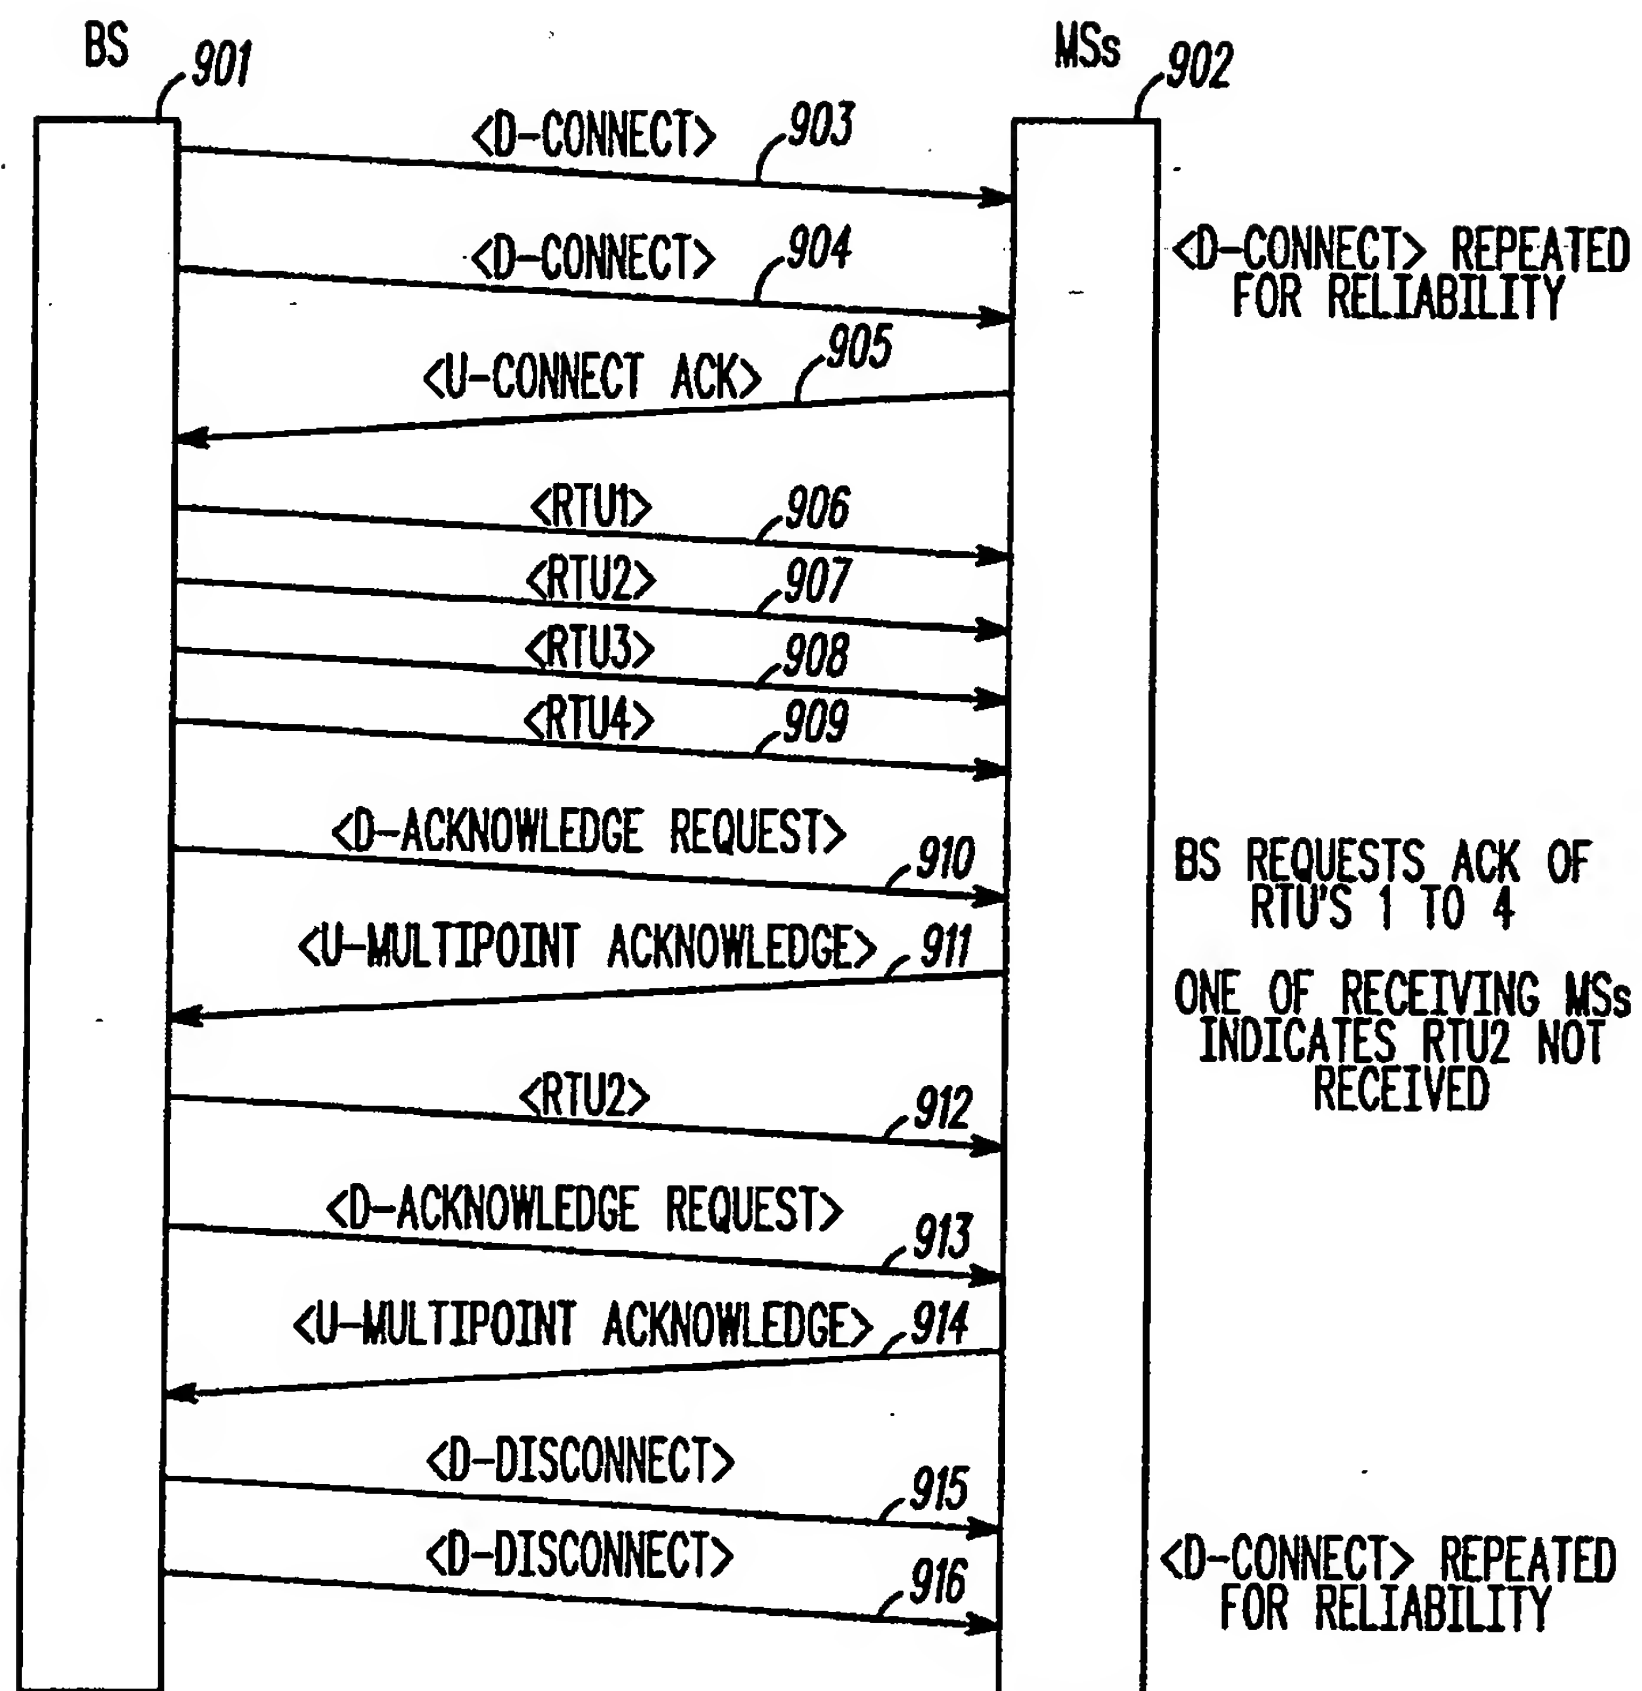 BS
901
MSs
902
<D-CONNECT>
903
<D-CONNECT>
904
<D-CONNECT> REPEATED
FOR RELIABILITY
<U-CONNECT ACK>
905
<RTU1>
906
<RTU2>
907
<RTU3>
908
<RTU4>
909
<D-ACKNOWLEDGE REQUEST>
910
BS REQUESTS ACK OF
RTU'S 1 TO 4
<U-MULTIPOINT ACKNOWLEDGE>
911
ONE OF RECEIVING MSs
INDICATES RTU2 NOT
RECEIVED
<RTU2>
912
<D-ACKNOWLEDGE REQUEST>
913
<U-MULTIPOINT ACKNOWLEDGE>
914
<D-DISCONNECT>
915
<D-DISCONNECT>
916
<D-CONNECT> REPEATED
FOR RELIABILITY